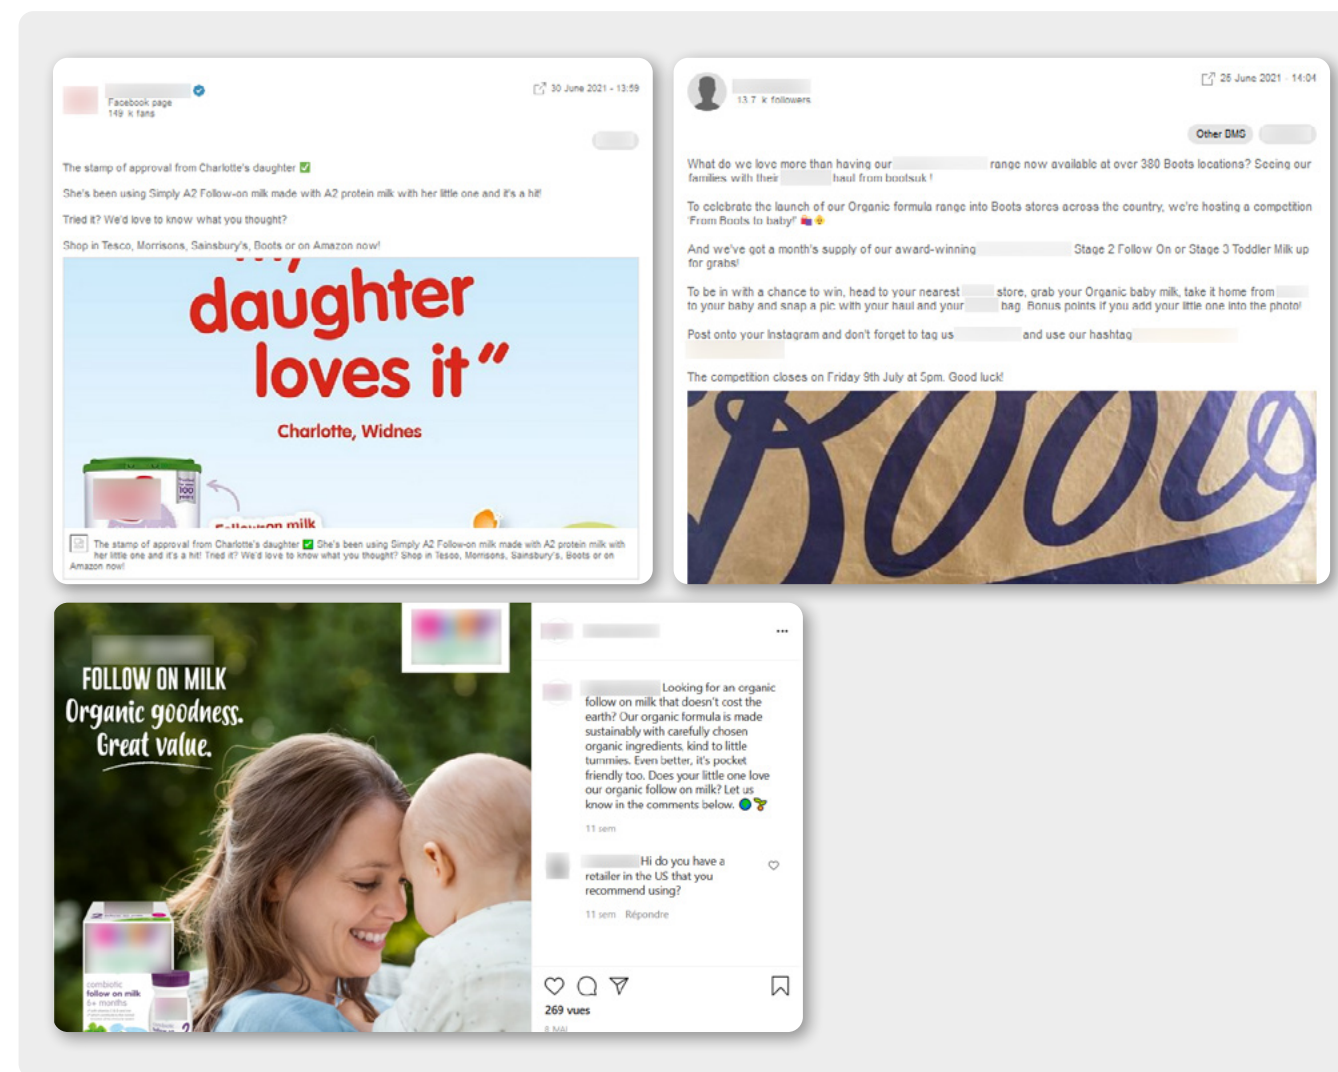 Facebook page
149 k fans
30 June 2021 - 13:59
The stamp of approval from Charlotte's daughter ✅
She's been using Simply A2 Follow-on milk made with A2 protein milk with her little one and it's a hit!
Tried it? We'd love to know what you thought?
Shop in Tesco, Morrisons, Sainsbury's, Boots or on Amazon now!
daughter
loves it"
Charlotte, Widnes
100
Follow-on milk
The stamp of approval from Charlotte's daughter ✅ She's been using Simply A2 Follow-on milk made with A2 protein milk with
her little one and it's a hit! Tried it? We'd love to know what you thought? Shop in Tesco, Morrisons, Sainsbury's, Boots or on
Amazon now!
13.7 k followers
25 June 2021 - 14:04
Other BMS
What do we love more than having our range now available at over 380 Boots locations? Seeing our
families with their haul from bootsuk !
To celebrate the launch of our Organic formula range into Boots stores across the country, we're hosting a competition
'From Boots to baby!' 🛍️👶
And we've got a month's supply of our award-winning Stage 2 Follow On or Stage 3 Toddler Milk up
for grabs!
To be in with a chance to win, head to your nearest store, grab your Organic baby milk, take it home from
to your baby and snap a pic with your haul and your bag. Bonus points if you add your little one into the photo!
Post onto your Instagram and don't forget to tag us and use our hashtag
The competition closes on Friday 9th July at 5pm. Good luck!
Boots
FOLLOW ON MILK
Organic goodness.
Great value.
combiotic
follow on milk
6+ months
2
Looking for an organic
follow on milk that doesn't cost the
earth? Our organic formula is made
sustainably with carefully chosen
organic ingredients, kind to little
tummies. Even better, it's pocket
friendly too. Does your little one love
our organic follow on milk? Let us
know in the comments below. 🌍🌱
11 sem
Hi do you have a
retailer in the US that you
recommend using?
11 sem Répondre
269 vues
8 MAI